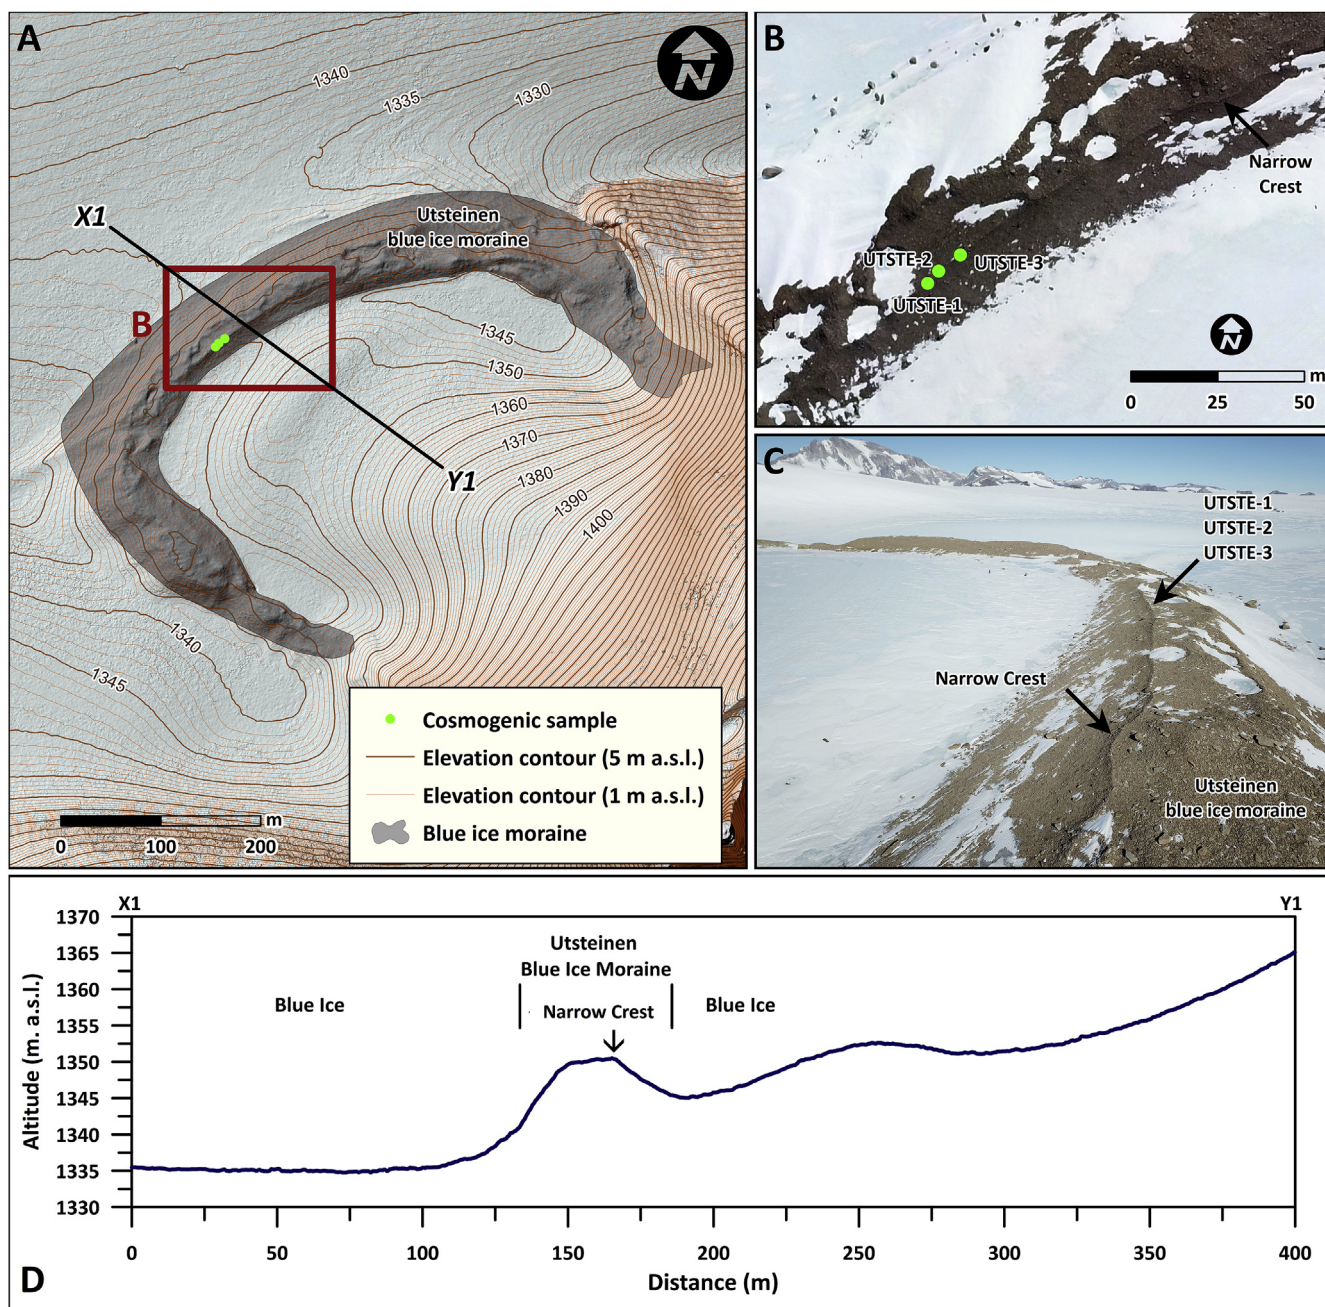 A
N
1340
1335
1330
X1
Utsteinen
blue ice moraine
B
1345
1350
1360
1370
1380
1390
1400
Y1
1340
1345
Cosmogenic sample
Elevation contour (5 m a.s.l.)
Elevation contour (1 m a.s.l.)
Blue ice moraine
m
0 100 200
B
Narrow
Crest
UTSTE-2
UTSTE-3
UTSTE-1
N
m
0 25 50
C
UTSTE-1
UTSTE-2
UTSTE-3
Narrow Crest
Utsteinen
blue ice moraine
X1 Y1
1370
1365
1360
1355
1350
1345
1340
1335
1330
Altitude (m. a.s.l.)
Utsteinen
Blue Ice Moraine
Blue Ice
Narrow Crest
Blue Ice
0 50 100 150 200 250 300 350 400
Distance (m)
D